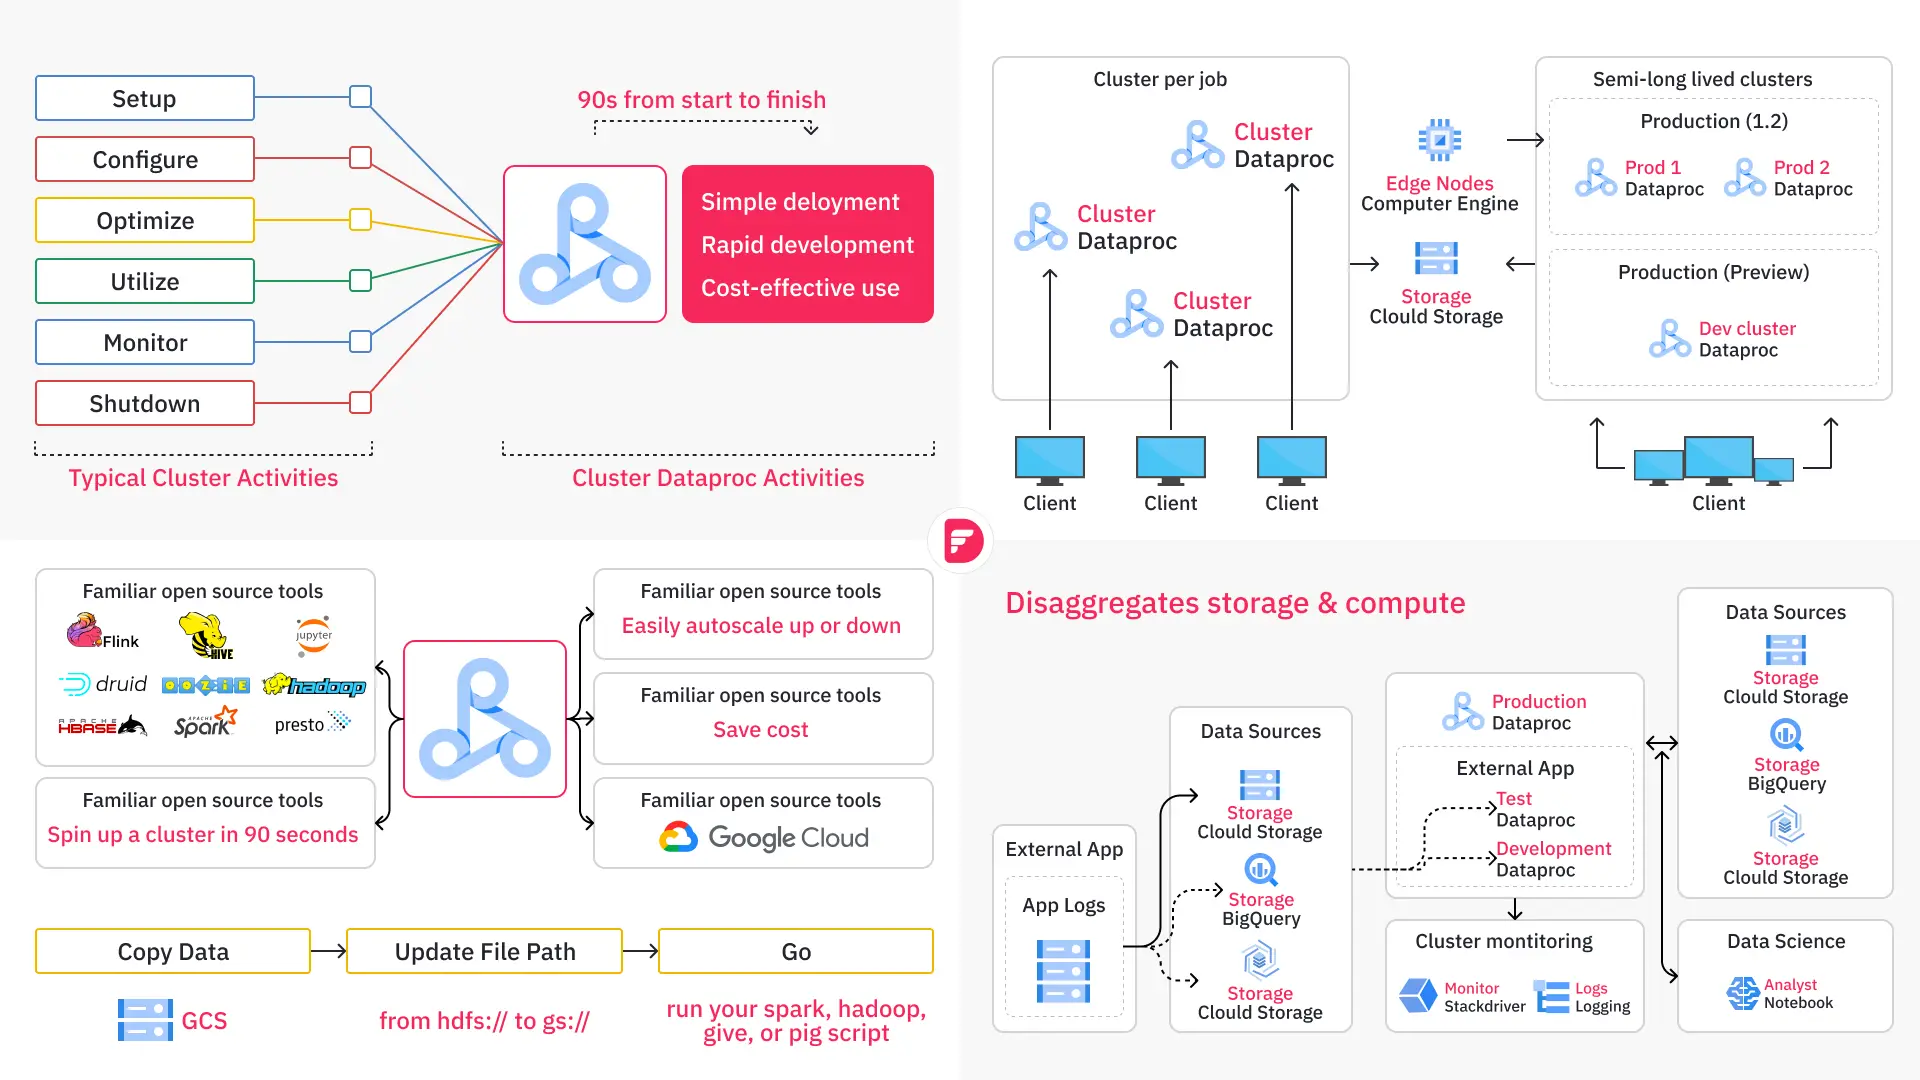 Setup
Configure
Optimize
Utilize
Monitor
Shutdown
Typical Cluster Activities
90s from start to finish
Simple deloyment
Rapid development
Cost-effective use
Cluster Dataproc Activities
Cluster per job
Cluster
Dataproc
Cluster
Dataproc
Cluster
Dataproc
Client
Client
Client
Edge Nodes
Computer Engine
Storage
Clould Storage
Semi-long lived clusters
Production (1.2)
Prod 1
Dataproc
Prod 2
Dataproc
Production (Preview)
Dev cluster
Dataproc
Client
Familiar open source tools
Flink
HIVE
jupyter
druid
OOZIE
hadoop
APACHE
HBASE
APACHE
Spark
presto
Familiar open source tools
Spin up a cluster in 90 seconds
Familiar open source tools
Easily autoscale up or down
Familiar open source tools
Save cost
Familiar open source tools
Google Cloud
Copy Data
Update File Path
Go
GCS
from hdfs:// to gs://
run your spark, hadoop,
give, or pig script
Disaggregates storage & compute
External App
App Logs
Data Sources
Storage
Clould Storage
Storage
BigQuery
Storage
Clould Storage
Production
Dataproc
External App
Test
Dataproc
Development
Dataproc
Cluster montitoring
Monitor
Stackdriver
Logs
Logging
Data Sources
Storage
Clould Storage
Storage
BigQuery
Storage
Clould Storage
Data Science
Analyst
Notebook